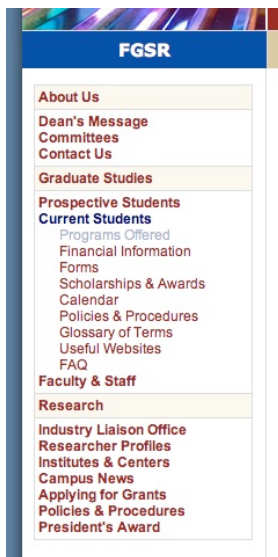 FGSR
About Us
Dean's Message
Committees
Contact Us
Graduate Studies
Prospective Students
Current Students
Programs Offered
Financial Information
Forms
Scholarships & Awards
Calendar
Policies & Procedures
Glossary of Terms
Useful Websites
FAQ
Faculty & Staff
Research
Industry Liaison Office
Researcher Profiles
Institutes & Centers
Campus News
Applying for Grants
Policies & Procedures
President's Award